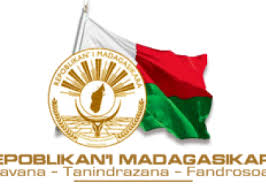 REPOBLIKAN'I MADAGASIKARA
EPOBLIKAN'I MADAGASIKAR
avana - Tanindrazana - Fandrosoa